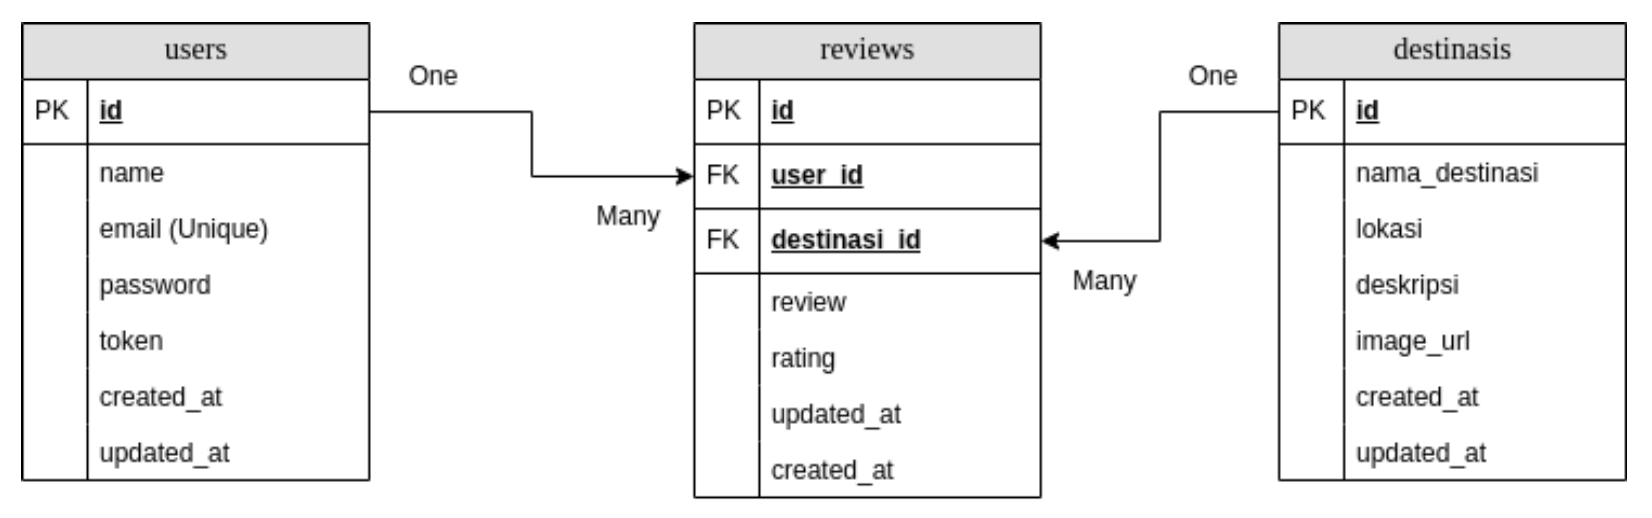 users
PK id
name
email (Unique)
password
token
created_at
updated_at
One
Many
reviews
PK id
FK user_id
FK destinasi_id
review
rating
updated_at
created_at
One
Many
destinasis
PK id
nama_destinasi
lokasi
deskripsi
image_url
created_at
updated_at